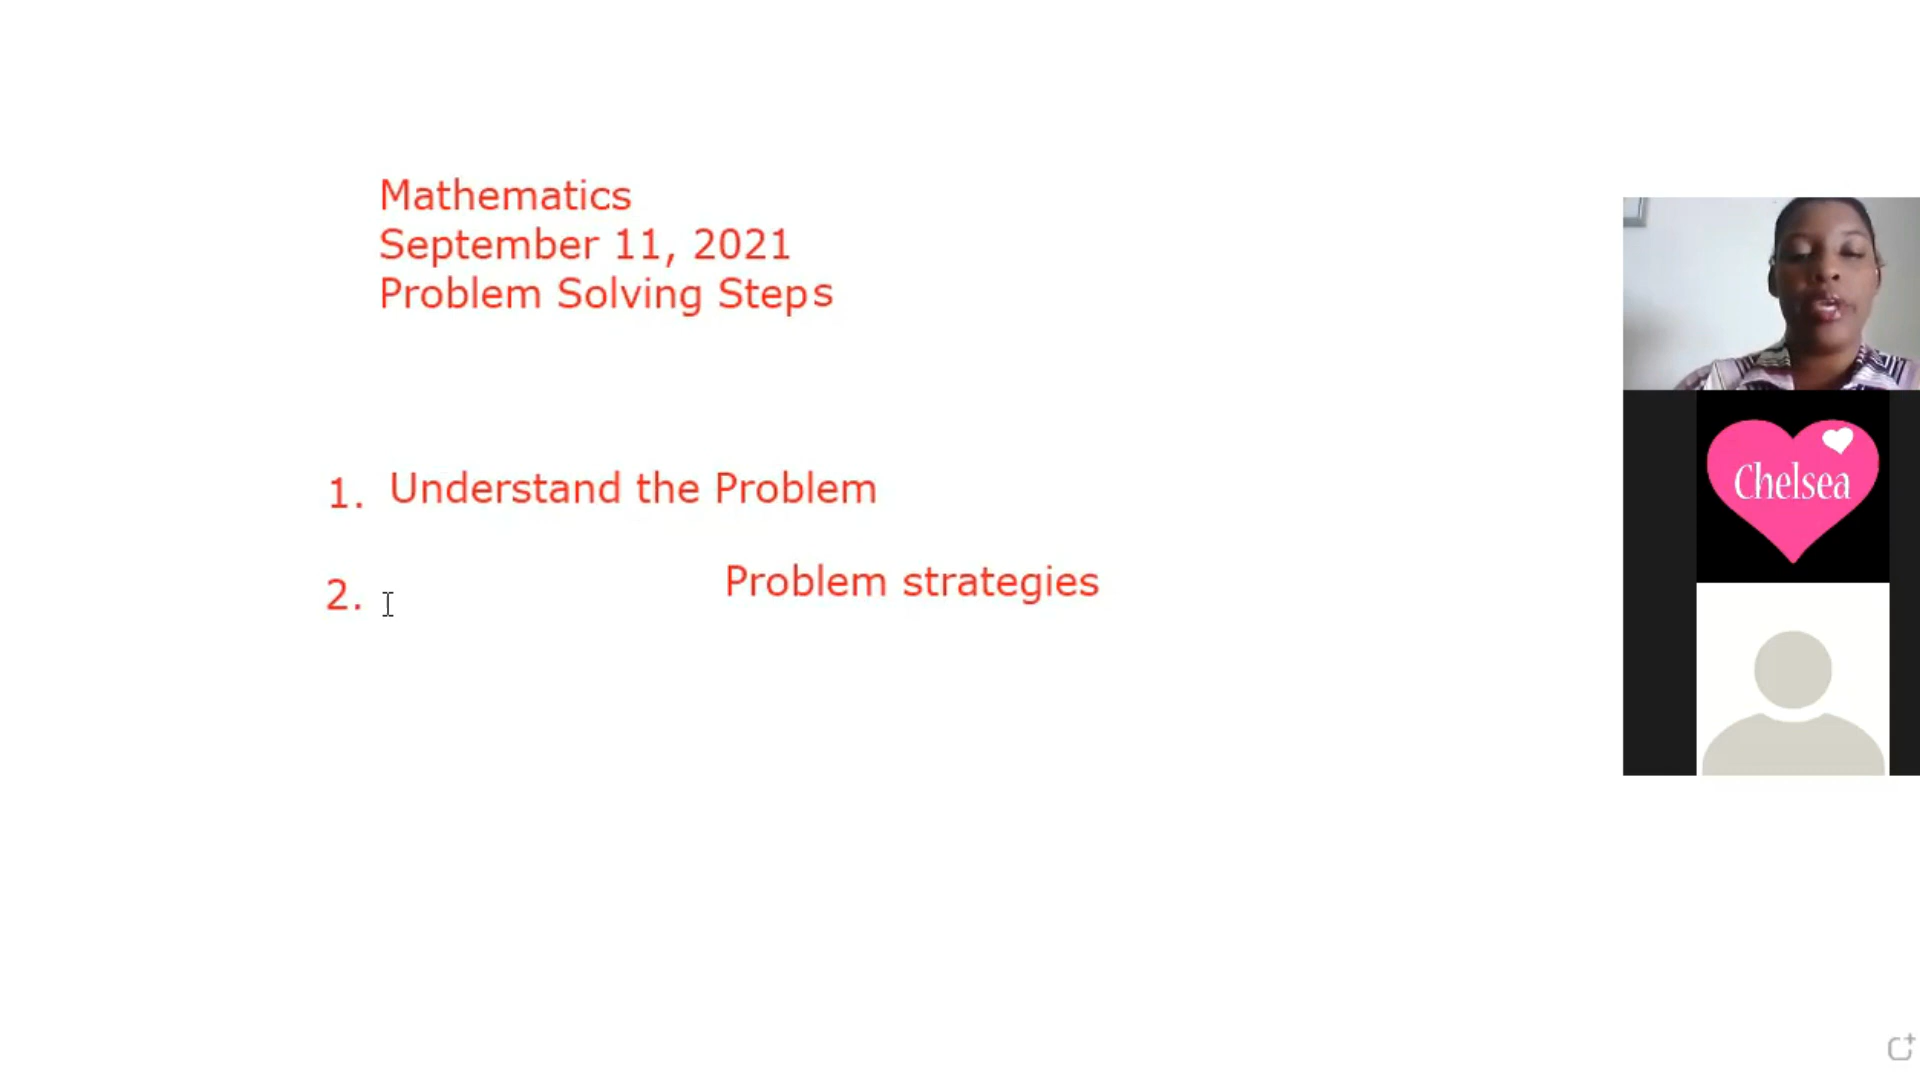 Mathematics
September 11, 2021
Problem Solving Steps
1. Understand the Problem
2. Problem strategies
Chelsea